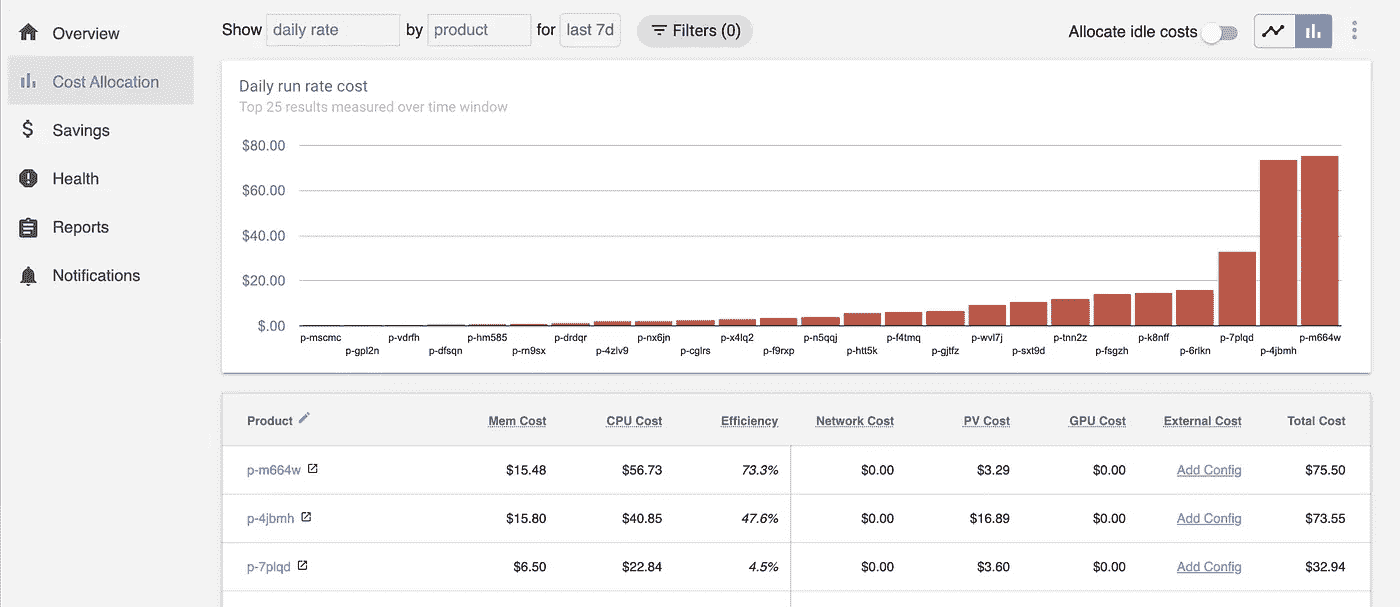 Overview
Cost Allocation
Savings
Health
Reports
Notifications
Show daily rate by product for last 7d Filters (0) Allocate idle costs
Daily run rate cost
Top 25 results measured over time window
$80.00
$60.00
$40.00
$20.00
$.00
p-mscmc p-vdrfh p-hm585 p-drdqr p-nx6jn p-x4lq2 p-n5qqj p-f4tmq p-wvl7j p-tnn2z p-k8nff p-7plqd p-m664w
p-gpl2n p-dfsqn p-rn9sx p-4zlv9 p-cglrs p-f9rxp p-htt5k p-gjtfz p-sxt9d p-fsgzh p-6rlkn p-4jbmh
Product Mem Cost CPU Cost Efficiency Network Cost PV Cost GPU Cost External Cost Total Cost
p-m664w $15.48 $56.73 73.3% $0.00 $3.29 $0.00 Add Config $75.50
p-4jbmh $15.80 $40.85 47.6% $0.00 $16.89 $0.00 Add Config $73.55
p-7plqd $6.50 $22.84 4.5% $0.00 $3.60 $0.00 Add Config $32.94